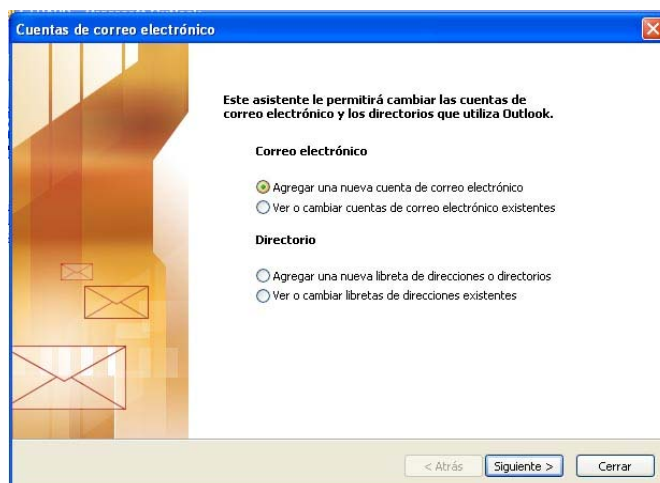 Cuentas de correo electrónico
Este asistente le permitirá cambiar las cuentas de
correo electrónico y los directorios que utiliza Outlook.
Correo electrónico
Agregar una nueva cuenta de correo electrónico
Ver o cambiar cuentas de correo electrónico existentes
Directorio
Agregar una nueva libreta de direcciones o directorios
Ver o cambiar libretas de direcciones existentes
< Atrás
Siguiente >
Cerrar